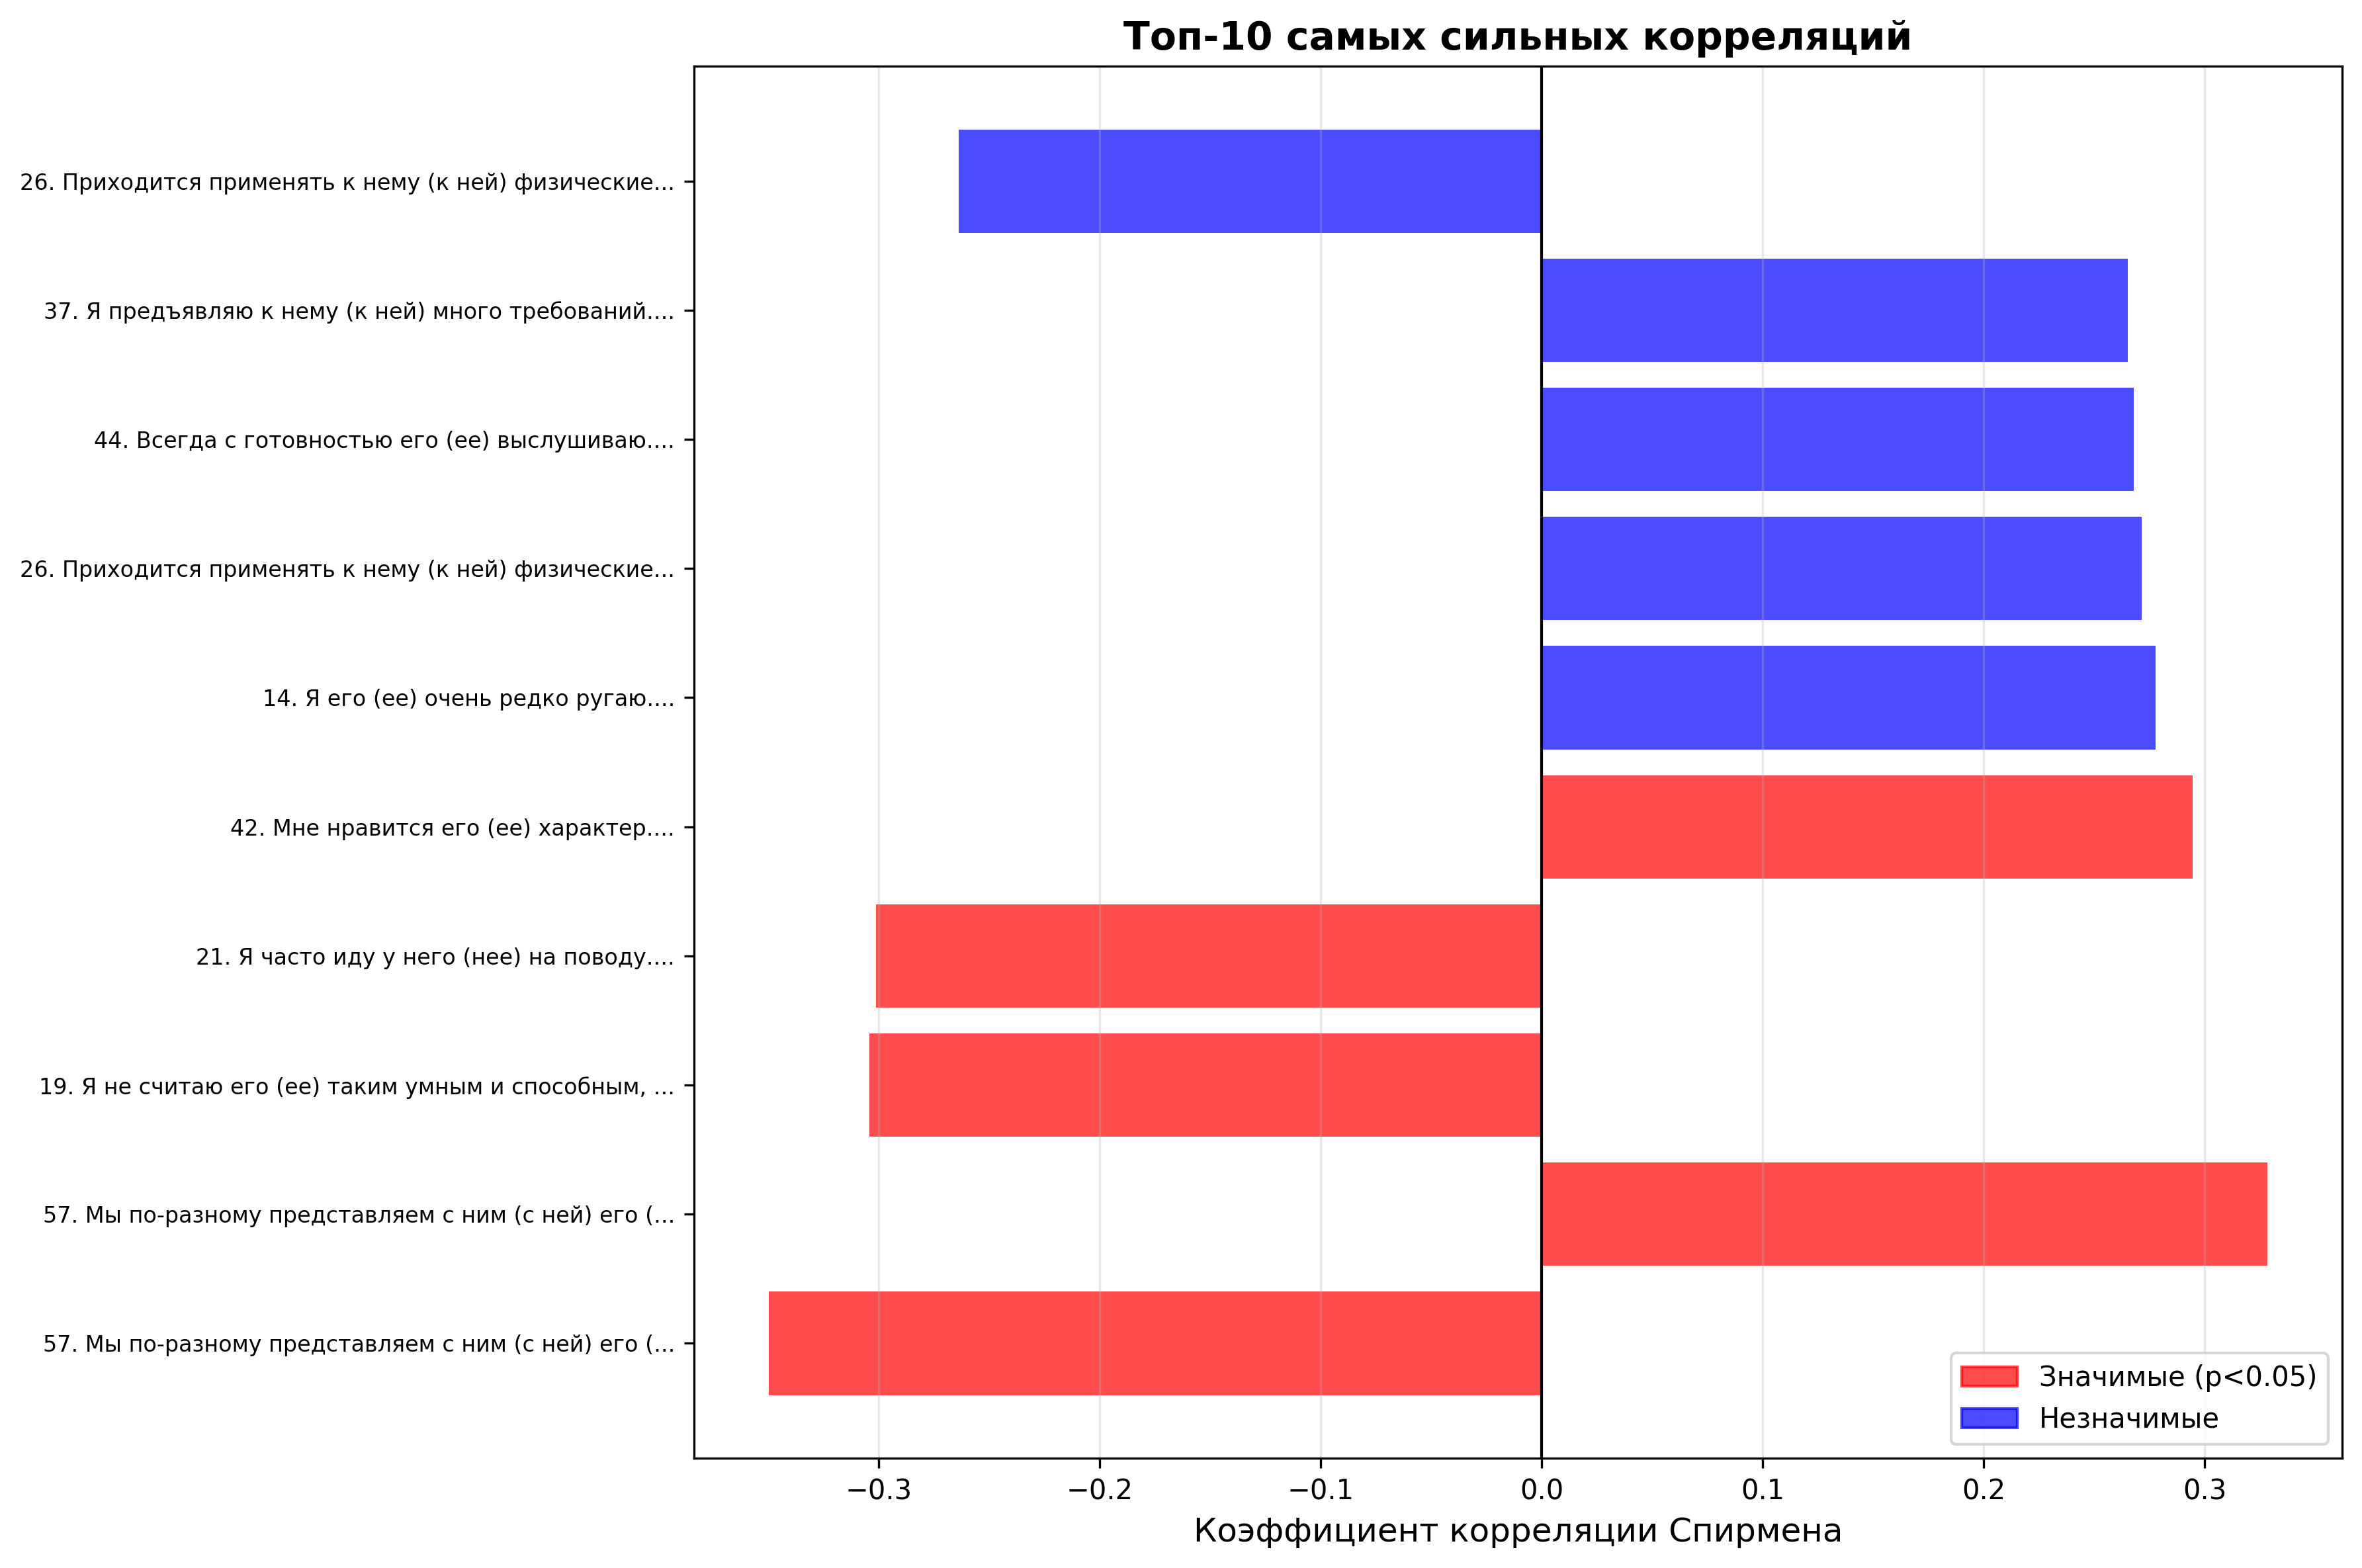 Топ-10 самых сильных корреляций
26. Приходится применять к нему (к ней) физические...
37. Я предъявляю к нему (к ней) много требований....
44. Всегда с готовностью его (ее) выслушиваю....
26. Приходится применять к нему (к ней) физические...
14. Я его (ее) очень редко ругаю....
42. Мне нравится его (ее) характер....
21. Я часто иду у него (нее) на поводу....
19. Я не считаю его (ее) таким умным и способным, ...
57. Мы по-разному представляем с ним (с ней) его (...
57. Мы по-разному представляем с ним (с ней) его (...
Значимые (p<0.05)
Незначимые
−0.3 −0.2 −0.1 0.0 0.1 0.2 0.3
Коэффициент корреляции Спирмена